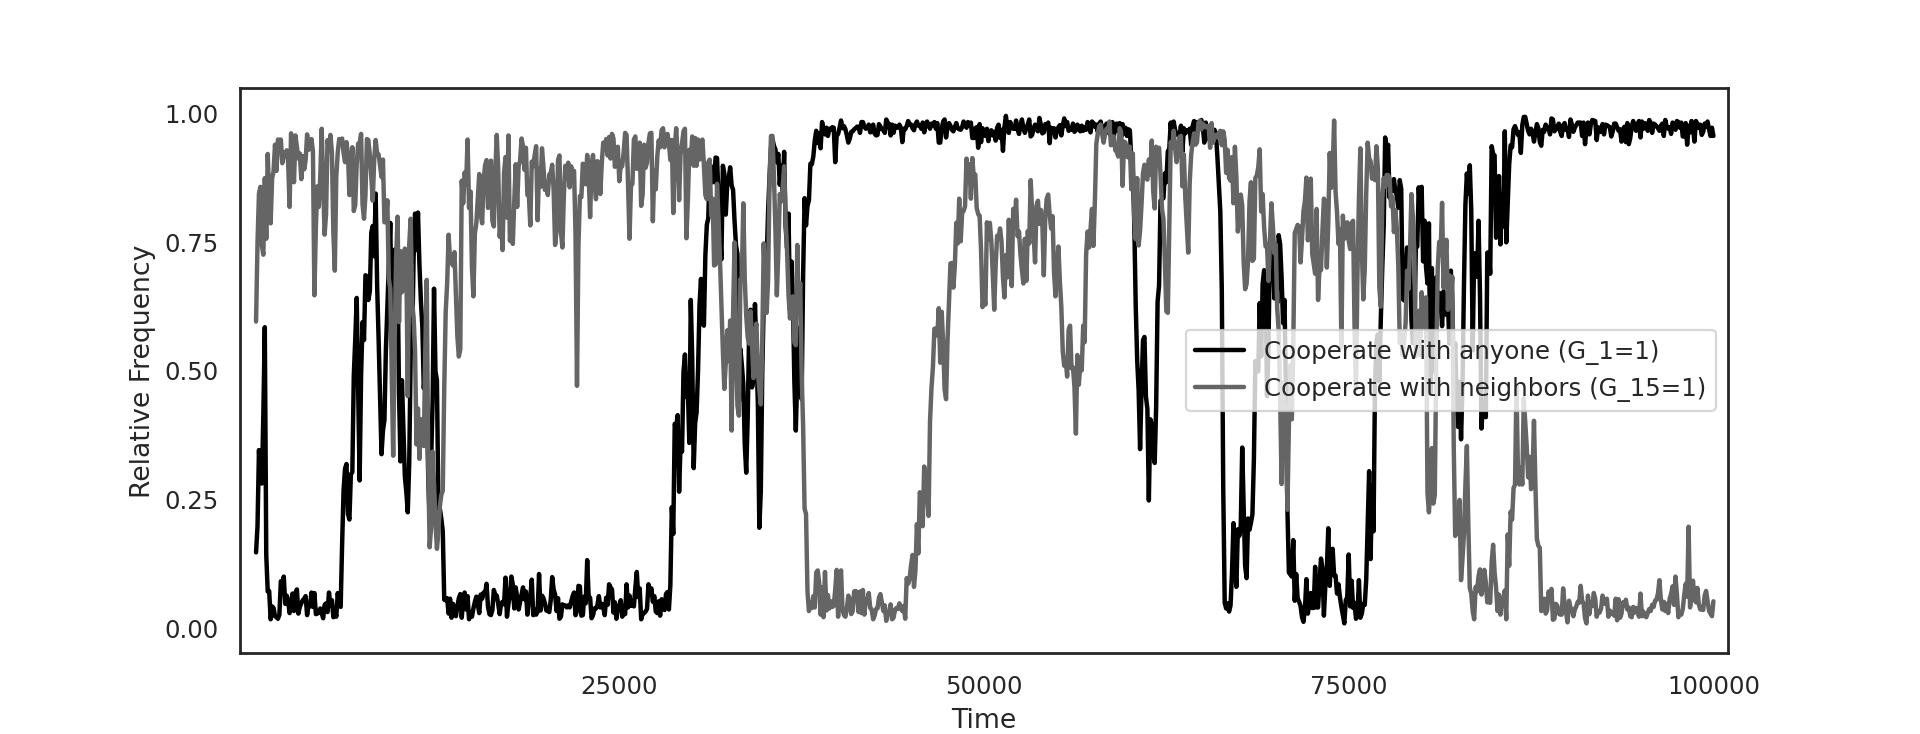 1.00
0.75
0.50
0.25
0.00
Relative Frequency
Cooperate with anyone (G_1=1)
Cooperate with neighbors (G_15=1)
25000 50000 75000 100000
Time